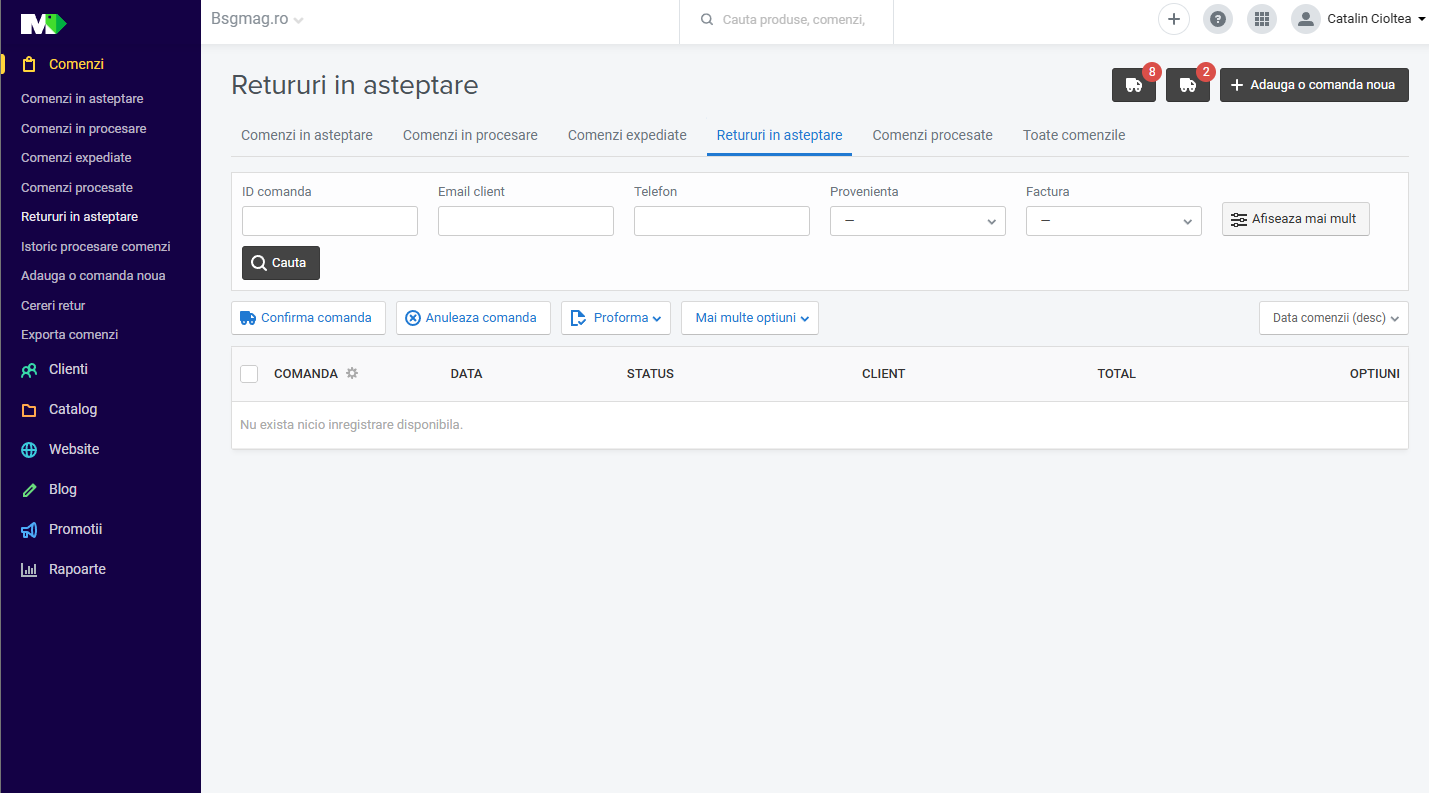 Bsgmag.ro
Cauta produse, comenzi,
Catalin Cioltea
Comenzi
Comenzi in asteptare
Comenzi in procesare
Comenzi expediate
Comenzi procesate
Retururi in asteptare
Istoric procesare comenzi
Adauga o comanda noua
Cereri retur
Exporta comenzi
Clienti
Catalog
Website
Blog
Promotii
Rapoarte
Retururi in asteptare
8
2
Adauga o comanda noua
Comenzi in asteptare
Comenzi in procesare
Comenzi expediate
Retururi in asteptare
Comenzi procesate
Toate comenzile
ID comanda
Email client
Telefon
Provenienta
Factura
—
—
Afiseaza mai mult
Cauta
Confirma comanda
Anuleaza comanda
Proforma
Mai multe optiuni
Data comenzii (desc)
COMANDA
DATA
STATUS
CLIENT
TOTAL
OPTIUNI
Nu exista nicio inregistrare disponibila.